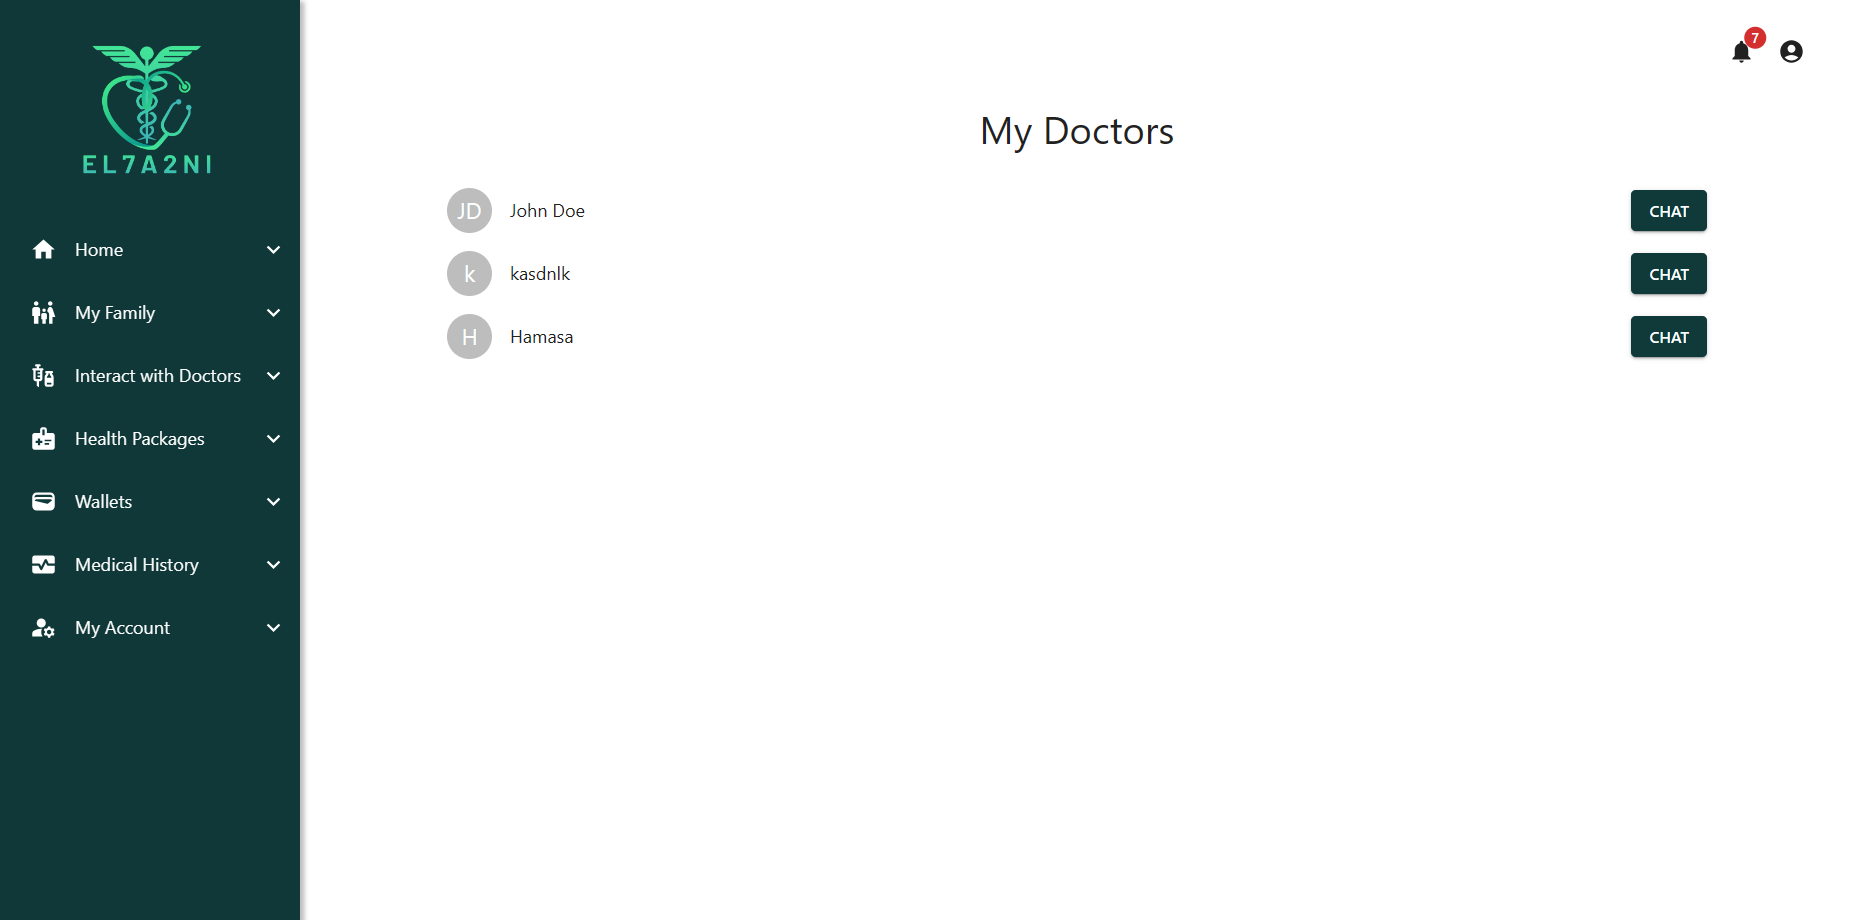 EL7A2NI
Home
My Family
Interact with Doctors
Health Packages
Wallets
Medical History
My Account
7
My Doctors
JD John Doe CHAT
k kasdnlk CHAT
H Hamasa CHAT